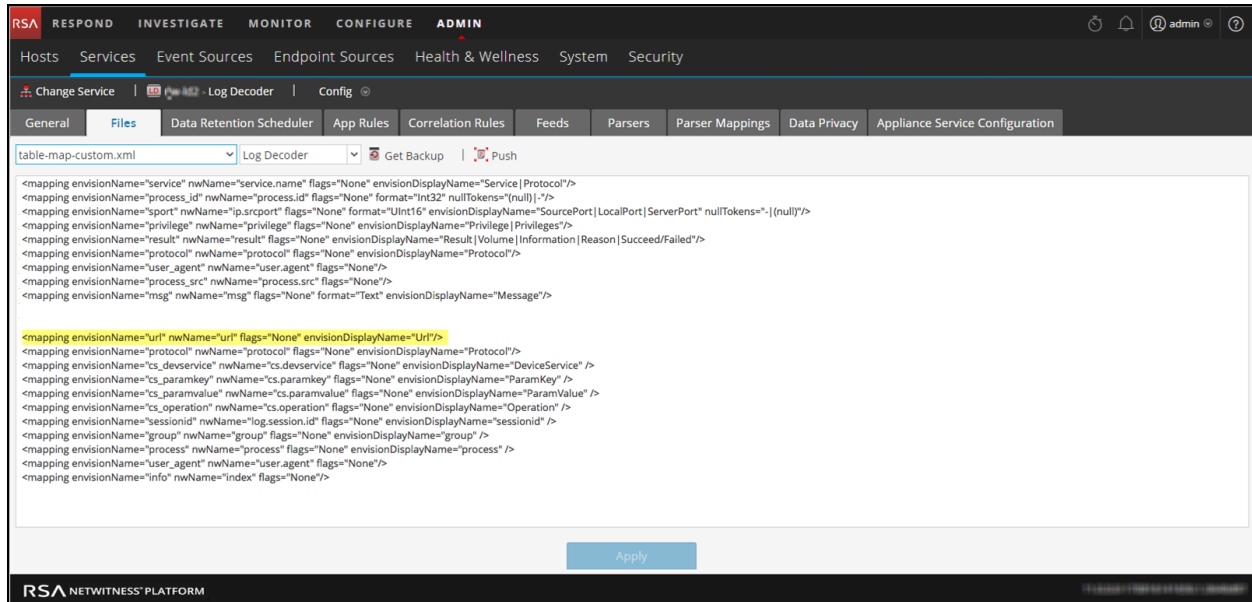 RSA RESPOND INVESTIGATE MONITOR CONFIGURE ADMIN admin
Hosts Services Event Sources Endpoint Sources Health & Wellness System Security
Change Service | LD - Log Decoder | Config
General Files Data Retention Scheduler App Rules Correlation Rules Feeds Parsers Parser Mappings Data Privacy Appliance Service Configuration
table-map-custom.xml Log Decoder Get Backup | Push
<mapping envisionName="service" nwName="service.name" flags="None" envisionDisplayName="Service|Protocol"/>
<mapping envisionName="process_id" nwName="process.id" flags="None" format="Int32" nullTokens="(null)|-"/>
<mapping envisionName="sport" nwName="ip.srcport" flags="None" format="UInt16" envisionDisplayName="SourcePort|LocalPort|ServerPort" nullTokens="-|(null)"/>
<mapping envisionName="privilege" nwName="privilege" flags="None" envisionDisplayName="Privilege|Privileges"/>
<mapping envisionName="result" nwName="result" flags="None" envisionDisplayName="Result|Volume|Information|Reason|Succeed/Failed"/>
<mapping envisionName="protocol" nwName="protocol" flags="None" envisionDisplayName="Protocol"/>
<mapping envisionName="user_agent" nwName="user.agent" flags="None"/>
<mapping envisionName="process_src" nwName="process.src" flags="None"/>
<mapping envisionName="msg" nwName="msg" flags="None" format="Text" envisionDisplayName="Message"/>
<mapping envisionName="url" nwName="url" flags="None" envisionDisplayName="Url"/>
<mapping envisionName="protocol" nwName="protocol" flags="None" envisionDisplayName="Protocol"/>
<mapping envisionName="cs_devservice" nwName="cs.devservice" flags="None" envisionDisplayName="DeviceService" />
<mapping envisionName="cs_paramkey" nwName="cs.paramkey" flags="None" envisionDisplayName="ParamKey" />
<mapping envisionName="cs_paramvalue" nwName="cs.paramvalue" flags="None" envisionDisplayName="ParamValue" />
<mapping envisionName="cs_operation" nwName="cs.operation" flags="None" envisionDisplayName="Operation" />
<mapping envisionName="sessionid" nwName="log.session.id" flags="None" envisionDisplayName="sessionid" />
<mapping envisionName="group" nwName="group" flags="None" envisionDisplayName="group" />
<mapping envisionName="process" nwName="process" flags="None" envisionDisplayName="process" />
<mapping envisionName="user_agent" nwName="user.agent" flags="None"/>
<mapping envisionName="info" nwName="index" flags="None"/>
Apply
RSA NETWITNESS® PLATFORM